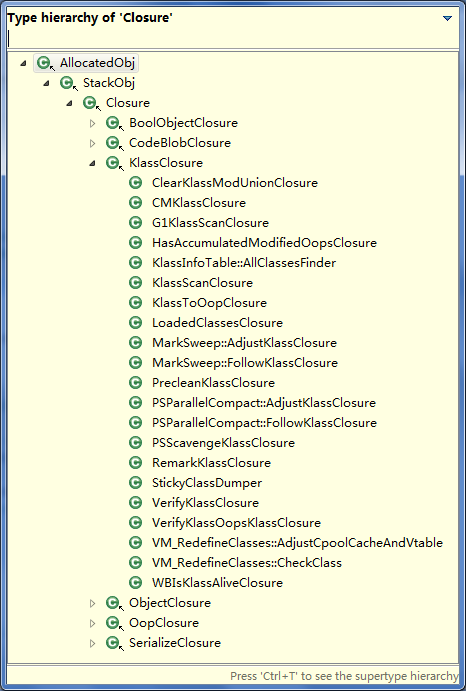 Type hierarchy of 'Closure'
AllocatedObj
StackObj
Closure
BoolObjectClosure
CodeBlobClosure
KlassClosure
ClearKlassModUnionClosure
CMKlassClosure
G1KlassScanClosure
HasAccumulatedModifiedOopsClosure
KlassInfoTable::AllClassesFinder
KlassScanClosure
KlassToOopClosure
LoadedClassesClosure
MarkSweep::AdjustKlassClosure
MarkSweep::FollowKlassClosure
PrecleanKlassClosure
PSParallelCompact::AdjustKlassClosure
PSParallelCompact::FollowKlassClosure
PSScavengeKlassClosure
RemarkKlassClosure
StickyClassDumper
VerifyKlassClosure
VerifyKlassOopsKlassClosure
VM_RedefineClasses::AdjustCpoolCacheAndVtable
VM_RedefineClasses::CheckClass
WBIsKlassAliveClosure
ObjectClosure
OopClosure
SerializeClosure
Press 'Ctrl+T' to see the supertype hierarchy